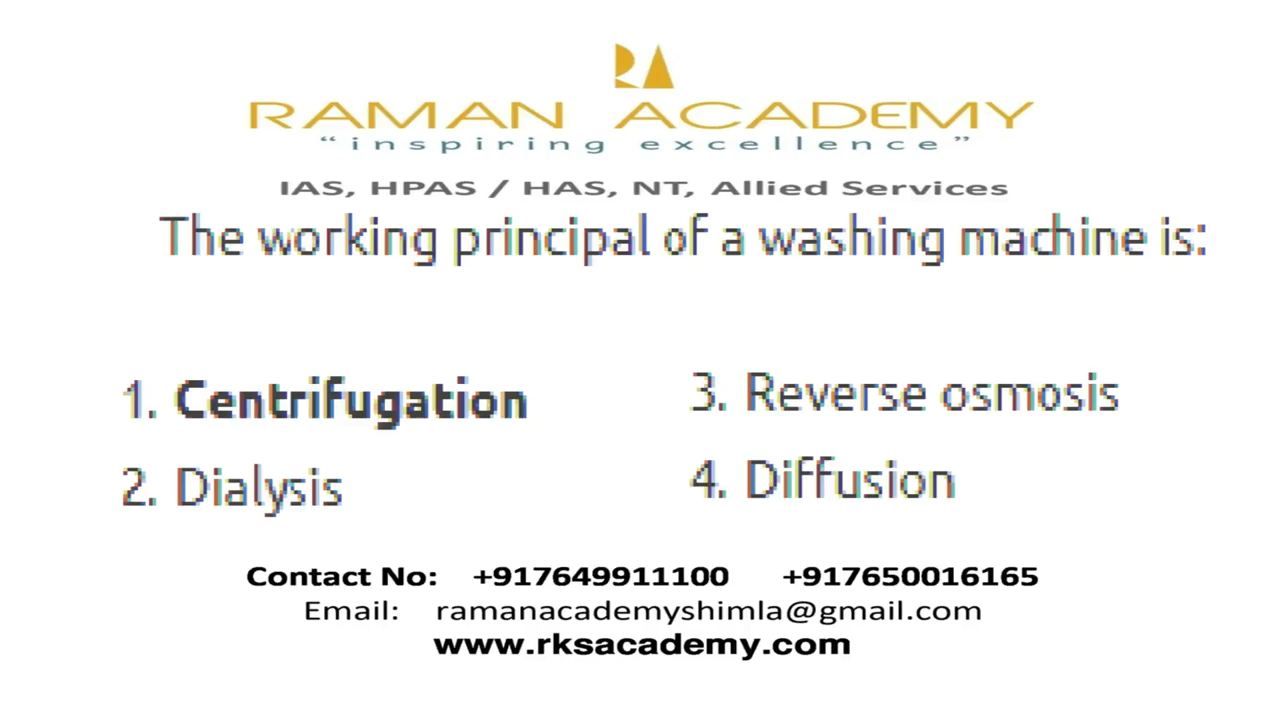 RA
RAMAN ACADEMY
“inspiring excellence”
IAS, HPAS / HAS, NT, Allied Services
The working principal of a washing machine is:
1. Centrifugation
2. Dialysis
3. Reverse osmosis
4. Diffusion
Contact No: +917649911100 +917650016165
Email: ramanacademyshimla@gmail.com
www.rksacademy.com